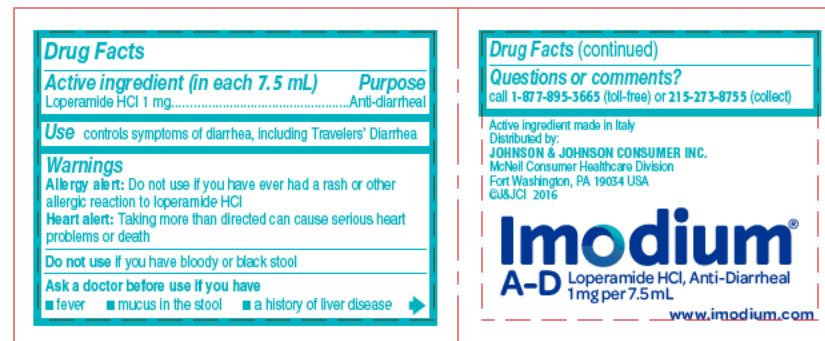 Drug Facts
Active ingredient (in each 7.5 mL) Purpose
Loperamide HCl 1 mg..................................................Anti-diarrheal
Use controls symptoms of diarrhea, including Travelers’ Diarrhea
Warnings
Allergy alert: Do not use if you have ever had a rash or other
allergic reaction to loperamide HCl
Heart alert: Taking more than directed can cause serious heart
problems or death
Do not use if you have bloody or black stool
Ask a doctor before use if you have
■ fever ■ mucus in the stool ■ a history of liver disease
Drug Facts (continued)
Questions or comments?
call 1-877-895-3665 (toll-free) or 215-273-8755 (collect)
Active ingredient made in Italy
Distributed by:
JOHNSON & JOHNSON CONSUMER INC.
McNeil Consumer Healthcare Division
Fort Washington, PA 19034 USA
©J&JCI 2016
Imodium®
A-D Loperamide HCl, Anti-Diarrheal
1 mg per 7.5 mL
www.imodium.com